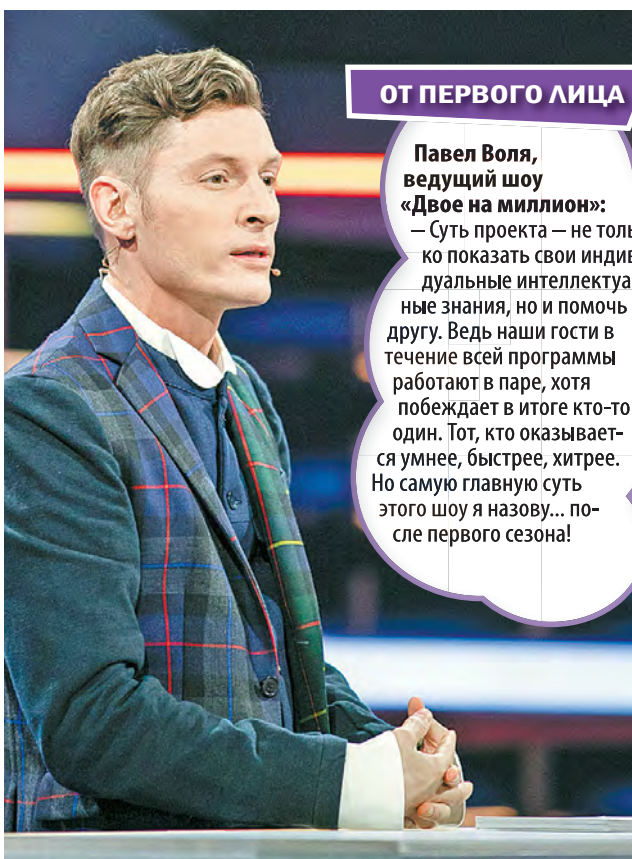 ОТ ПЕРВОГО ЛИЦА
Павел Воля,
ведущий шоу
«Двое на миллион»:
– Суть проекта – не толь
ко показать свои индив
дуальные интеллектуа
ные знания, но и помочь
другу. Ведь наши гости в
течение всей программы
работают в паре, хотя
побеждает в итоге кто-то
один. Тот, кто оказывает-
ся умнее, быстрее, хитрее.
Но самую главную суть
этого шоу я назову... по-
сле первого сезона!